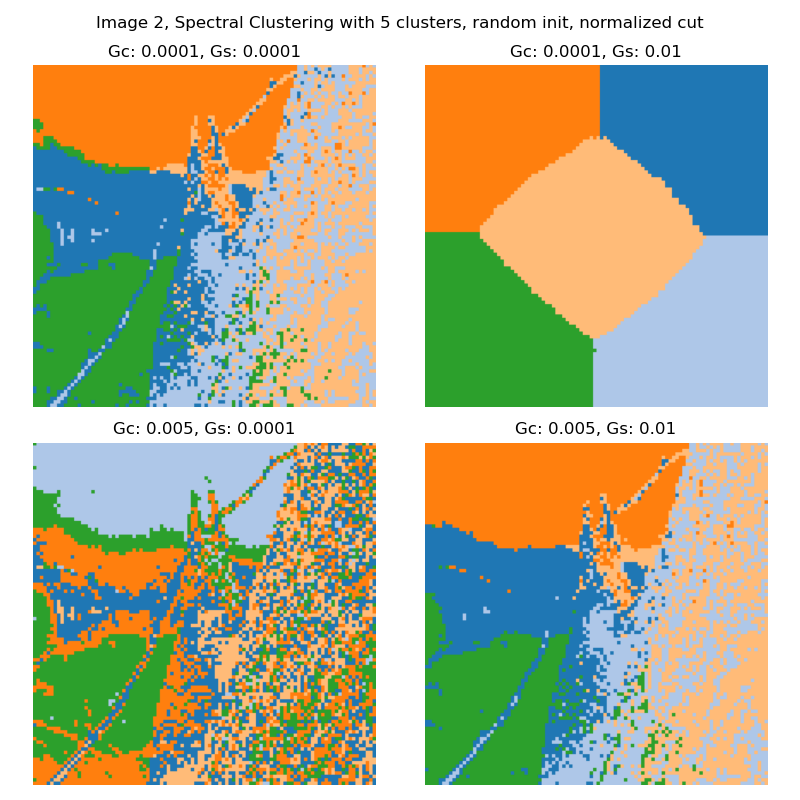 Image 2, Spectral Clustering with 5 clusters, random init, normalized cut
Gc: 0.0001, Gs: 0.0001
Gc: 0.0001, Gs: 0.01
Gc: 0.005, Gs: 0.0001
Gc: 0.005, Gs: 0.01